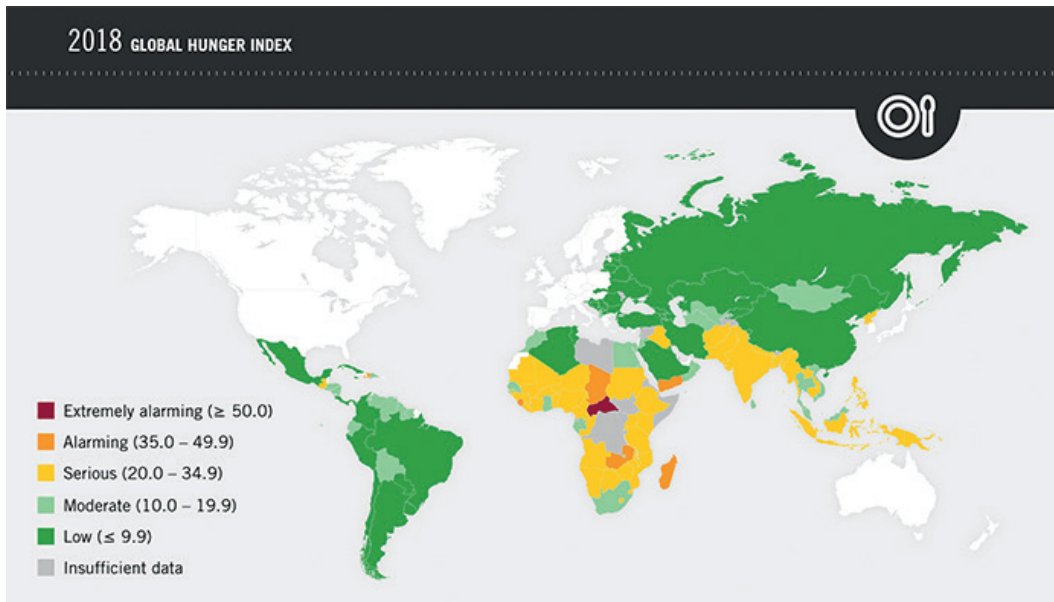 2018 GLOBAL HUNGER INDEX
Extremely alarming (≥ 50.0)
Alarming (35.0 – 49.9)
Serious (20.0 – 34.9)
Moderate (10.0 – 19.9)
Low (≤ 9.9)
Insufficient data